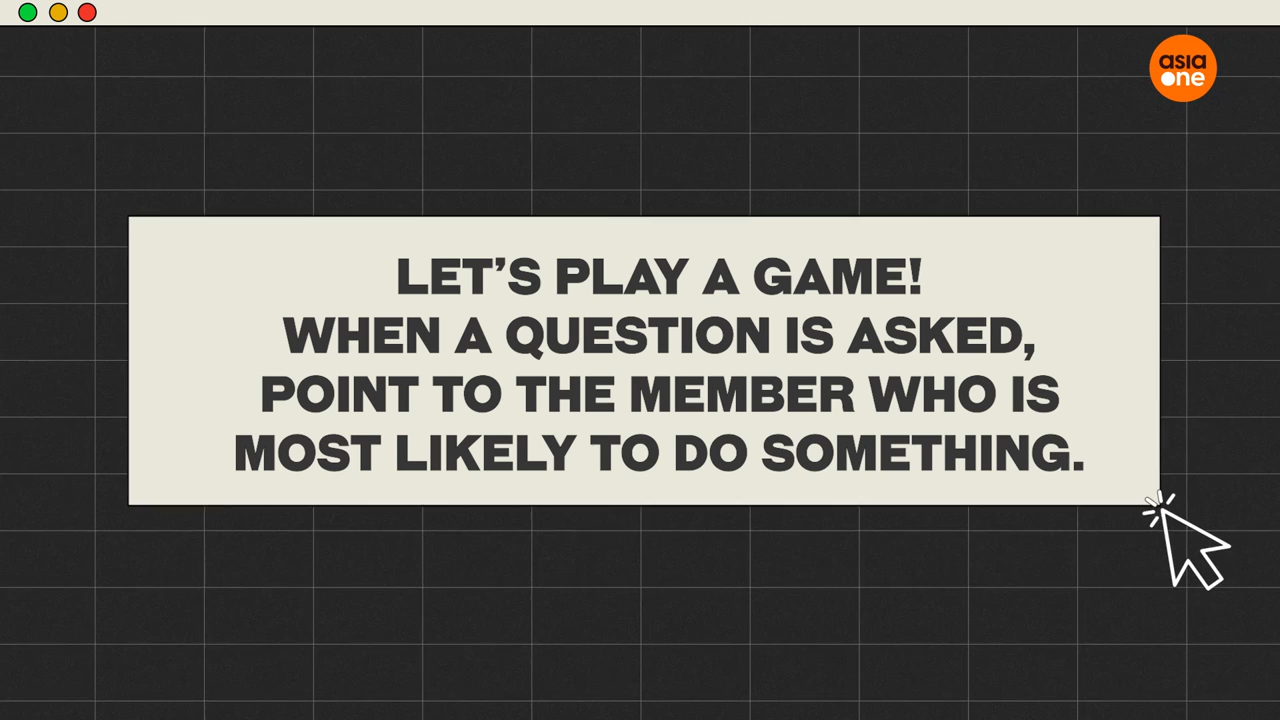 asia
one
LET'S PLAY A GAME!
WHEN A QUESTION IS ASKED,
POINT TO THE MEMBER WHO IS
MOST LIKELY TO DO SOMETHING.